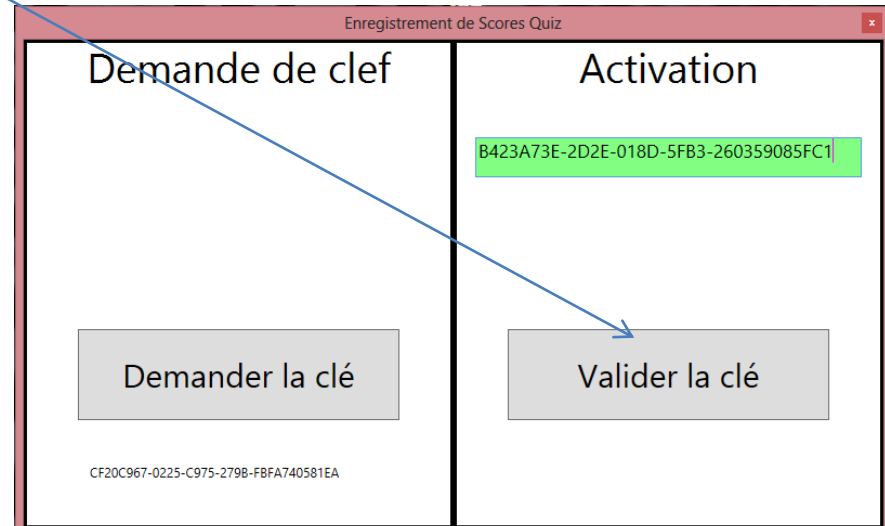 Enregistrement de Scores Quiz
x
Demande de clef
Demander la clé
CF20C967-0225-C975-279B-FBFA740581EA
Activation
B423A73E-2D2E-018D-5FB3-260359085FC1
Valider la clé